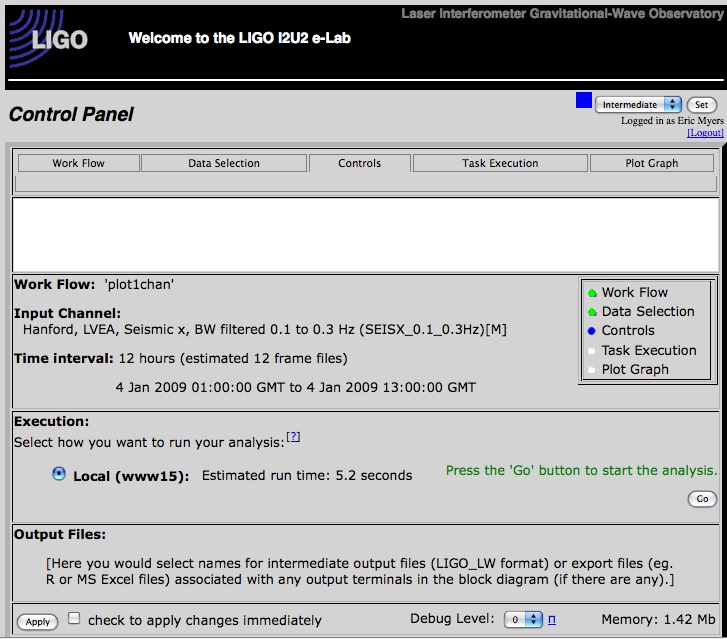 Laser Interferometer Gravitational-Wave Observatory
LIGO
Welcome to the LIGO I2U2 e-Lab
Control Panel
Intermediate
Set
Logged in as Eric Myers
[Logout]
Work Flow
Data Selection
Controls
Task Execution
Plot Graph
Work Flow: 'plot1chan'
Input Channel:
Hanford, LVEA, Seismic x, BW filtered 0.1 to 0.3 Hz (SEISX_0.1_0.3Hz)[M]
Time interval: 12 hours (estimated 12 frame files)
4 Jan 2009 01:00:00 GMT to 4 Jan 2009 13:00:00 GMT
Work Flow
Data Selection
Controls
Task Execution
Plot Graph
Execution:
Select how you want to run your analysis:[?]
Local (www15): Estimated run time: 5.2 seconds
Press the 'Go' button to start the analysis.
Go
Output Files:
[Here you would select names for intermediate output files (LIGO_LW format) or export files (eg.
R or MS Excel files) associated with any output terminals in the block diagram (if there are any).]
Apply
check to apply changes immediately
Debug Level: 0 Π
Memory: 1.42 Mb